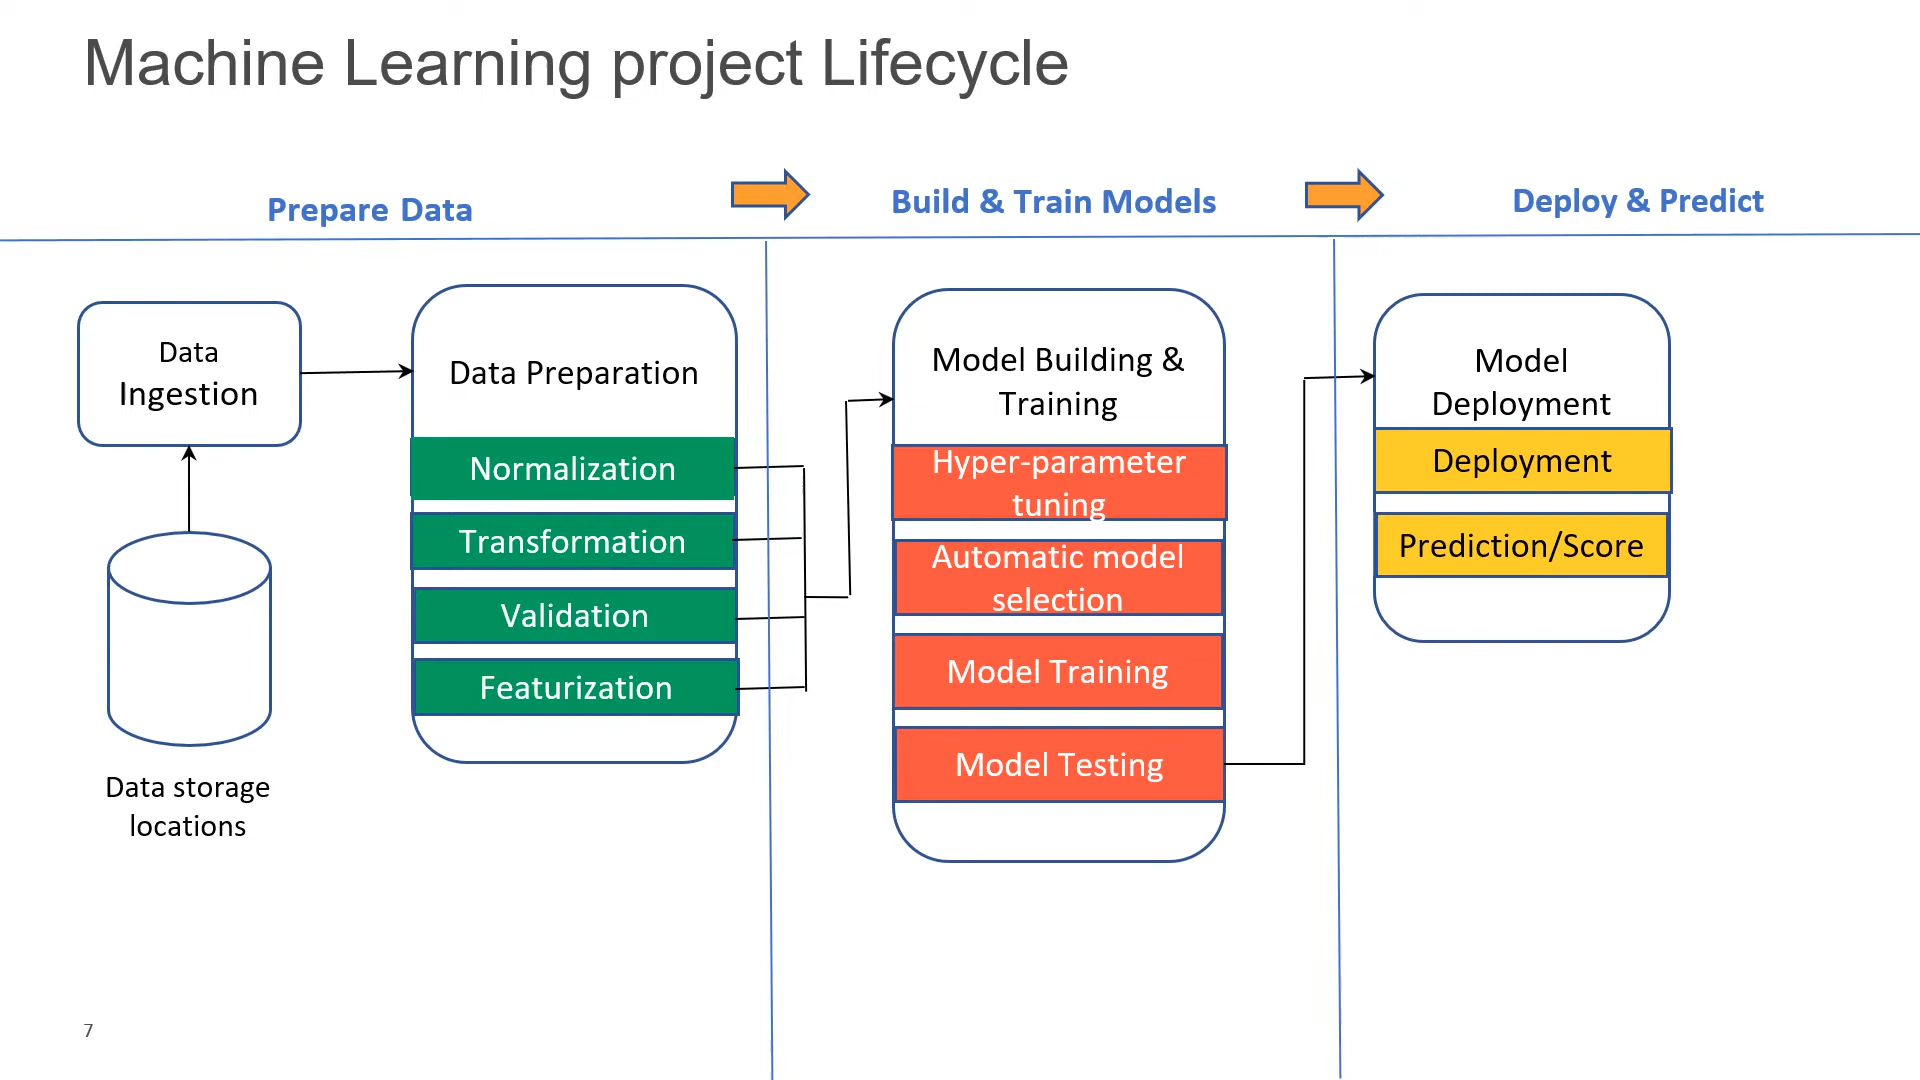 Machine Learning project Lifecycle
Prepare Data
Build & Train Models
Deploy & Predict
Data
Ingestion
Data storage
locations
Data Preparation
Normalization
Transformation
Validation
Featurization
Model Building &
Training
Hyper-parameter
tuning
Automatic model
selection
Model Training
Model Testing
Model
Deployment
Deployment
Prediction/Score
7